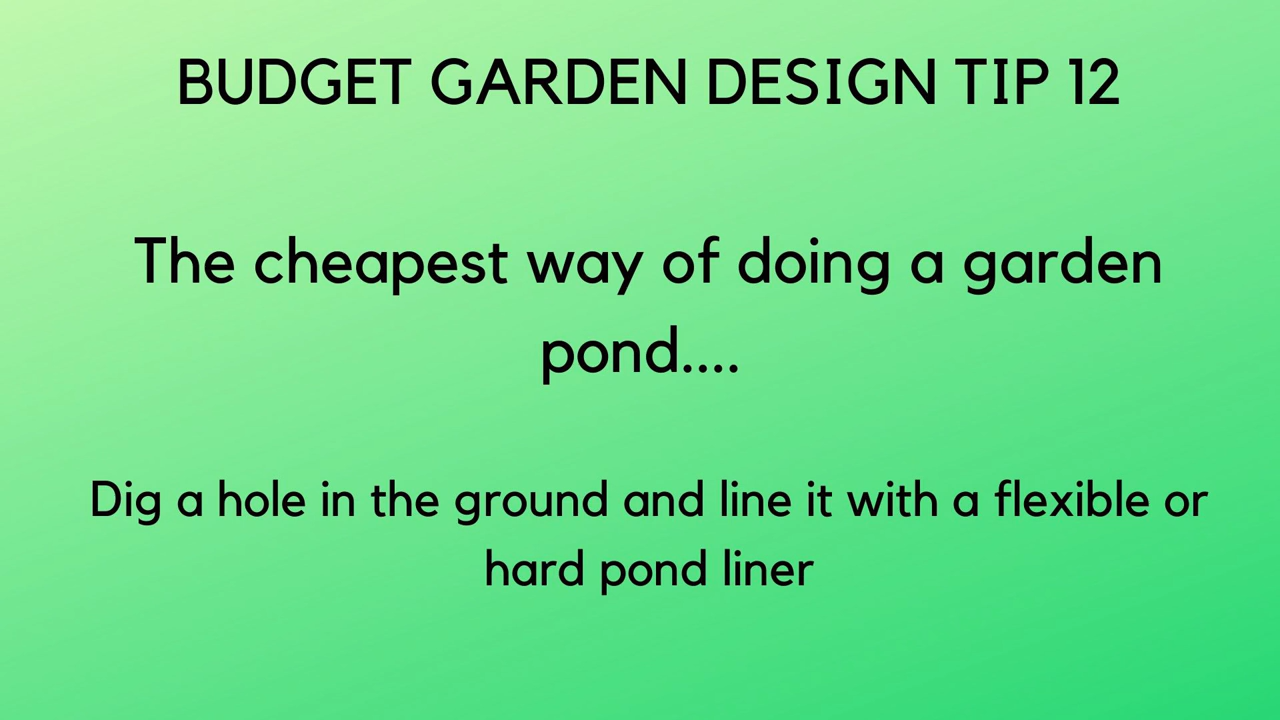 BUDGET GARDEN DESIGN TIP 12
The cheapest way of doing a garden
pond....
Dig a hole in the ground and line it with a flexible or
hard pond liner